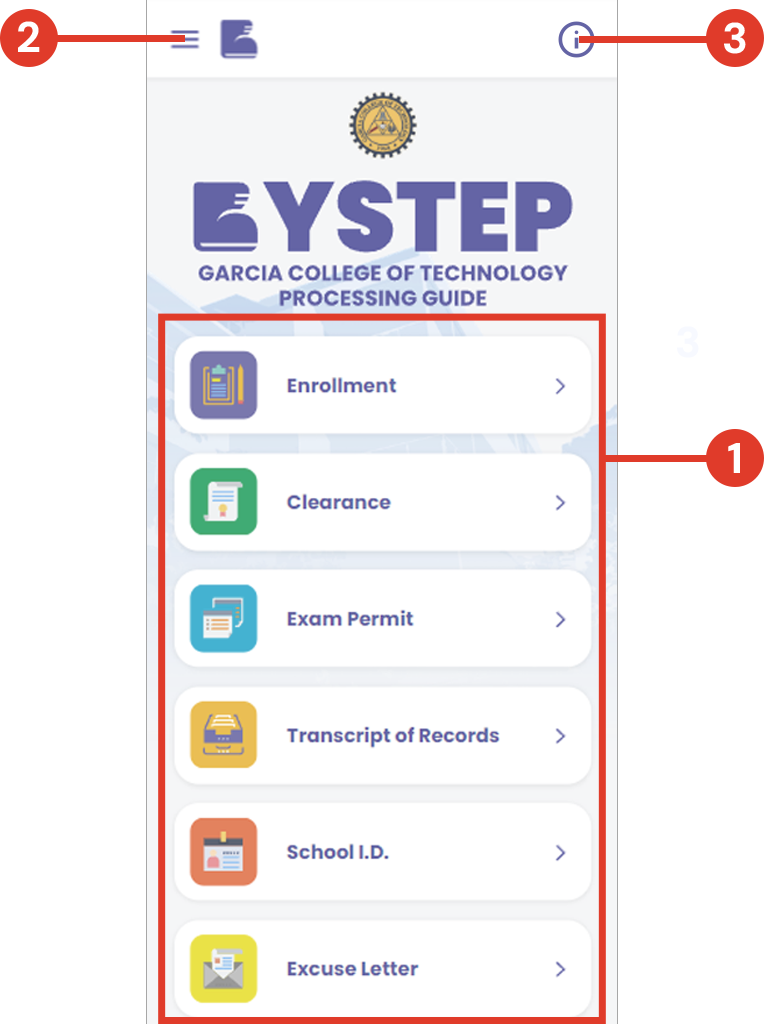 2
3
BYSTEP
GARCIA COLLEGE OF TECHNOLOGY
PROCESSING GUIDE
3
Enrollment
1
Clearance
Exam Permit
Transcript of Records
School I.D.
Excuse Letter